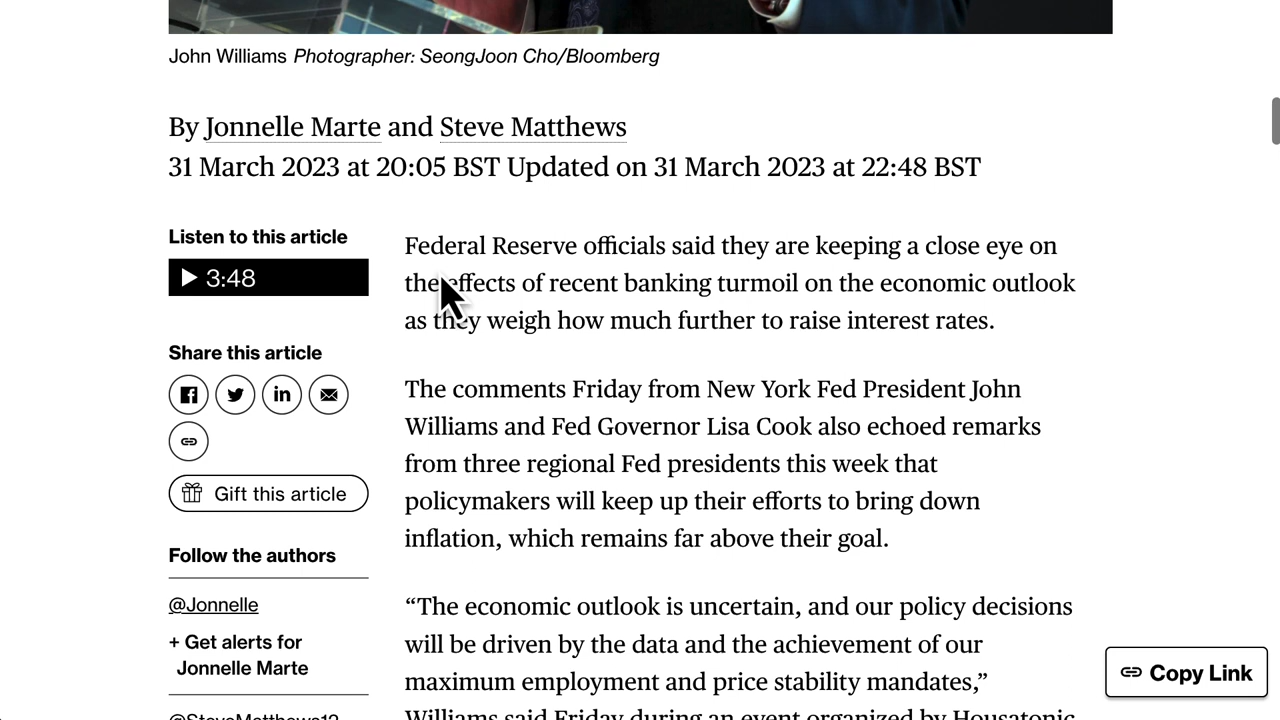 John Williams Photographer: SeongJoon Cho/Bloomberg
By Jonnelle Marte and Steve Matthews
31 March 2023 at 20:05 BST Updated on 31 March 2023 at 22:48 BST
Listen to this article
3:48
Share this article
Gift this article
Follow the authors
@Jonnelle
+ Get alerts for
Jonnelle Marte
@SteveMatthews12
Federal Reserve officials said they are keeping a close eye on
the effects of recent banking turmoil on the economic outlook
as they weigh how much further to raise interest rates.
The comments Friday from New York Fed President John
Williams and Fed Governor Lisa Cook also echoed remarks
from three regional Fed presidents this week that
policymakers will keep up their efforts to bring down
inflation, which remains far above their goal.
“The economic outlook is uncertain, and our policy decisions
will be driven by the data and the achievement of our
maximum employment and price stability mandates,”
Williams said Friday during an event organized by Housatonic
Copy Link